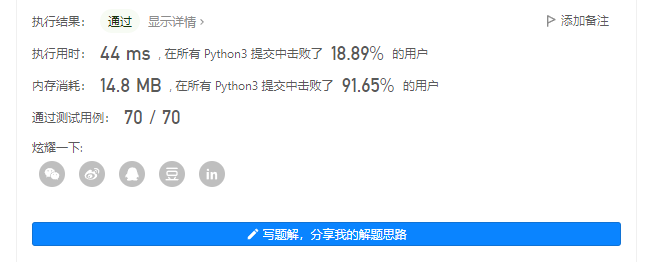 执行结果： 通过 显示详情 › 添加备注
执行用时： 44 ms , 在所有 Python3 提交中击败了 18.89% 的用户
内存消耗： 14.8 MB , 在所有 Python3 提交中击败了 91.65% 的用户
通过测试用例： 70 / 70
炫耀一下:
豆 in
写题解，分享我的解题思路